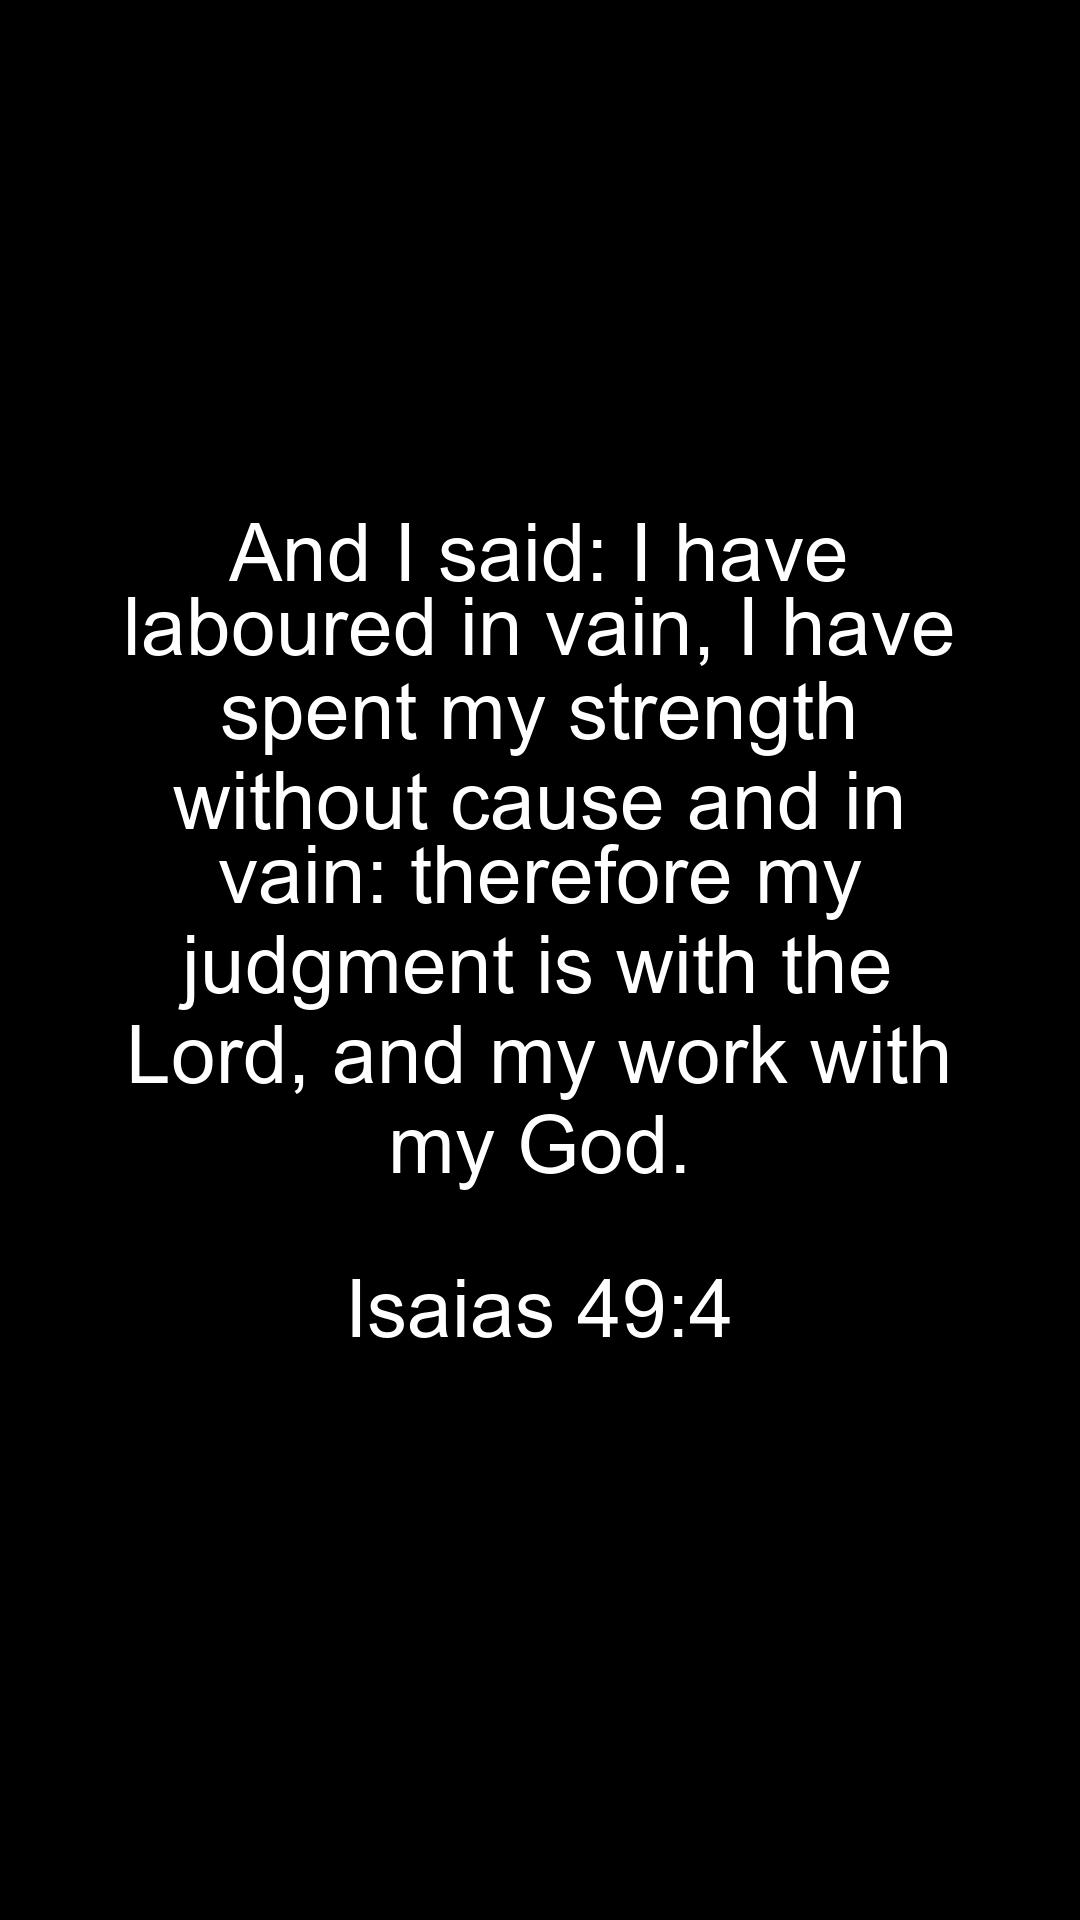 And I said: I have
laboured in vain, I have
spent my strength
without cause and in
vain: therefore my
judgment is with the
Lord, and my work with
my God.
Isaias 49:4